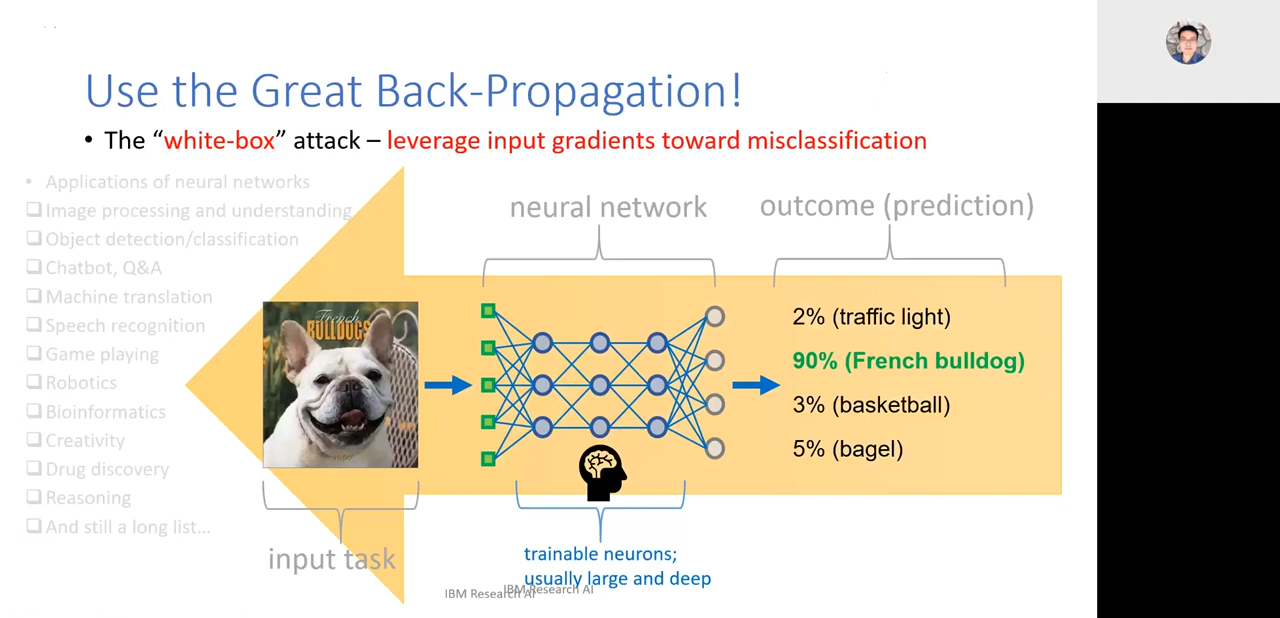 Use the Great Back-Propagation!
• The “white-box” attack – leverage input gradients toward misclassification
• Applications of neural networks
❑ Image processing and understanding
❑ Object detection/classification
❑ Chatbot, Q&A
❑ Machine translation
❑ Speech recognition
❑ Game playing
❑ Robotics
❑ Bioinformatics
❑ Creativity
❑ Drug discovery
❑ Reasoning
❑ And still a long list...
French
BULLDOGS
input task
neural network
trainable neurons;
usually large and deep
outcome (prediction)
2% (traffic light)
90% (French bulldog)
3% (basketball)
5% (bagel)
IBM Research AI
IBM Research AI